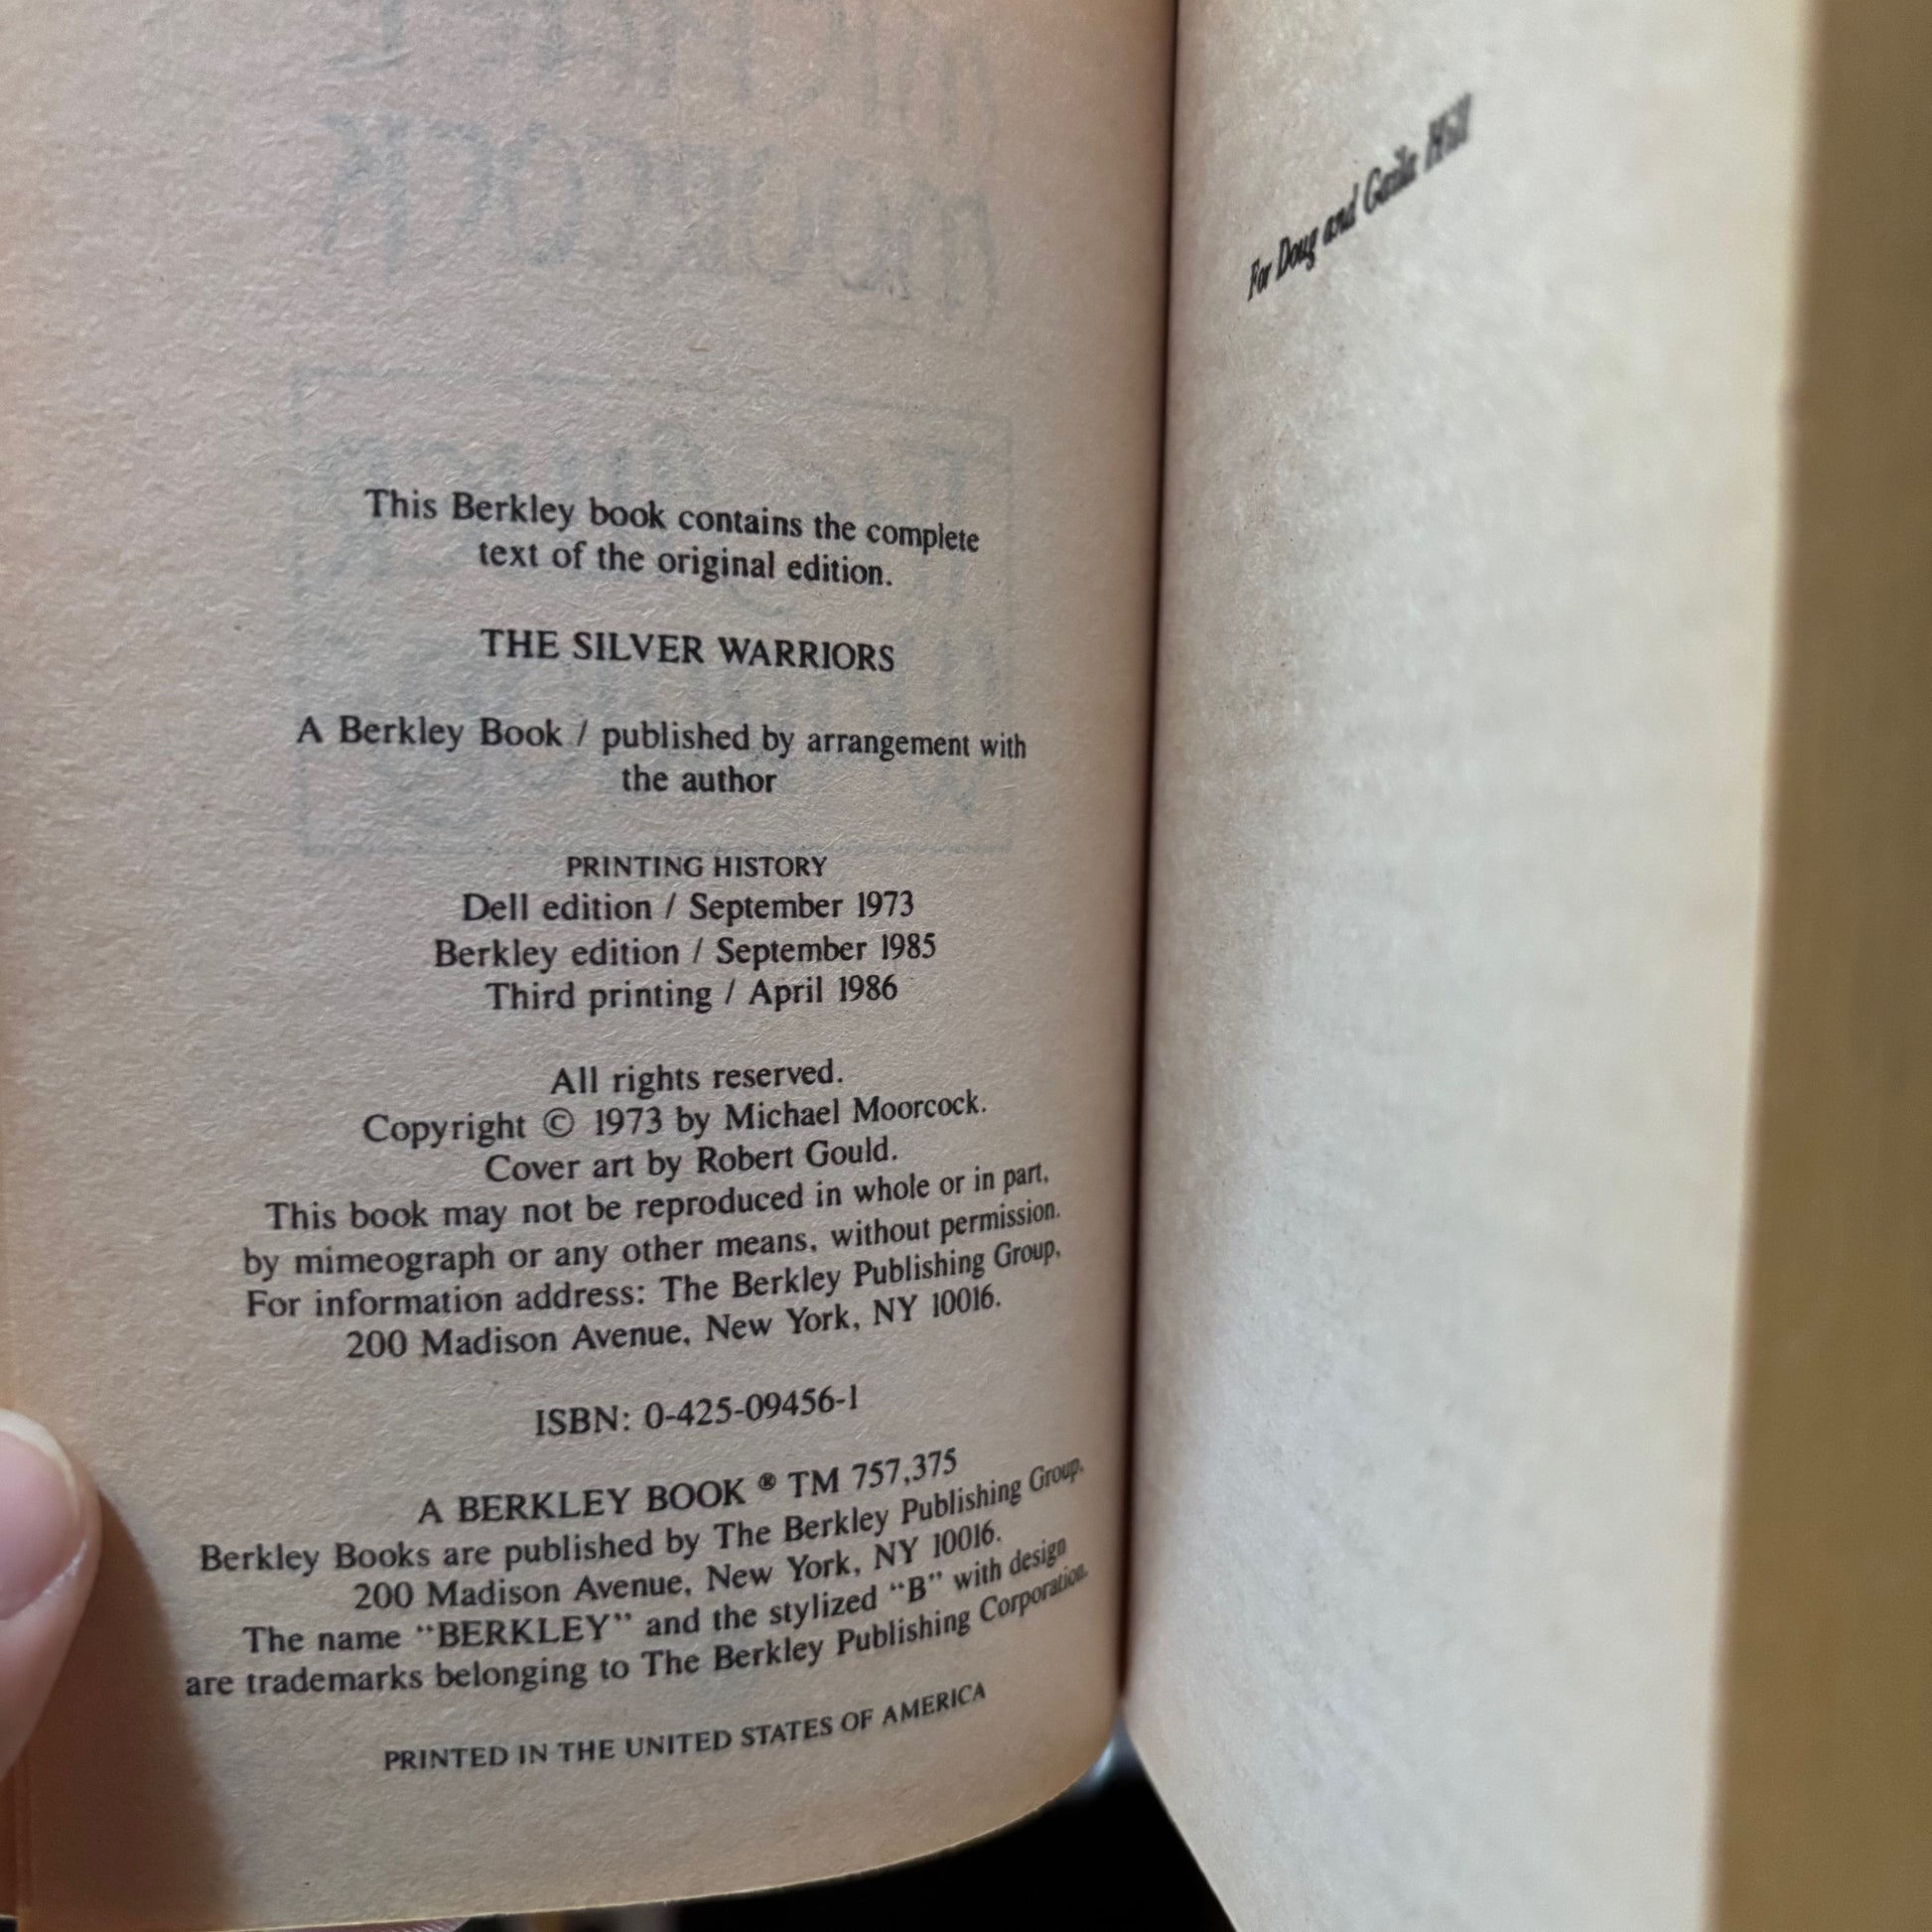 This Berkley book contains the complete
text of the original edition.
THE SILVER WARRIORS
A Berkley Book / published by arrangement with
the author
PRINTING HISTORY
Dell edition / September 1973
Berkley edition / September 1985
Third printing / April 1986
All rights reserved.
Copyright © 1973 by Michael Moorcock.
Cover art by Robert Gould.
This book may not be reproduced in whole or in part,
by mimeograph or any other means, without permission.
For information address: The Berkley Publishing Group,
200 Madison Avenue, New York, NY 10016.
ISBN: 0-425-09456-1
A BERKLEY BOOK ® TM 757,375
Berkley Books are published by The Berkley Publishing Group,
200 Madison Avenue, New York, NY 10016.
The name “BERKLEY” and the stylized “B” with design
are trademarks belonging to The Berkley Publishing Corporation.
PRINTED IN THE UNITED STATES OF AMERICA
For Doug and Gaila Hill